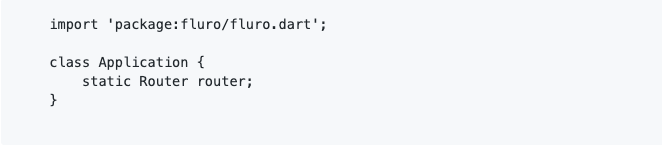 import 'package:fluro/fluro.dart';

class Application {
    static Router router;
}